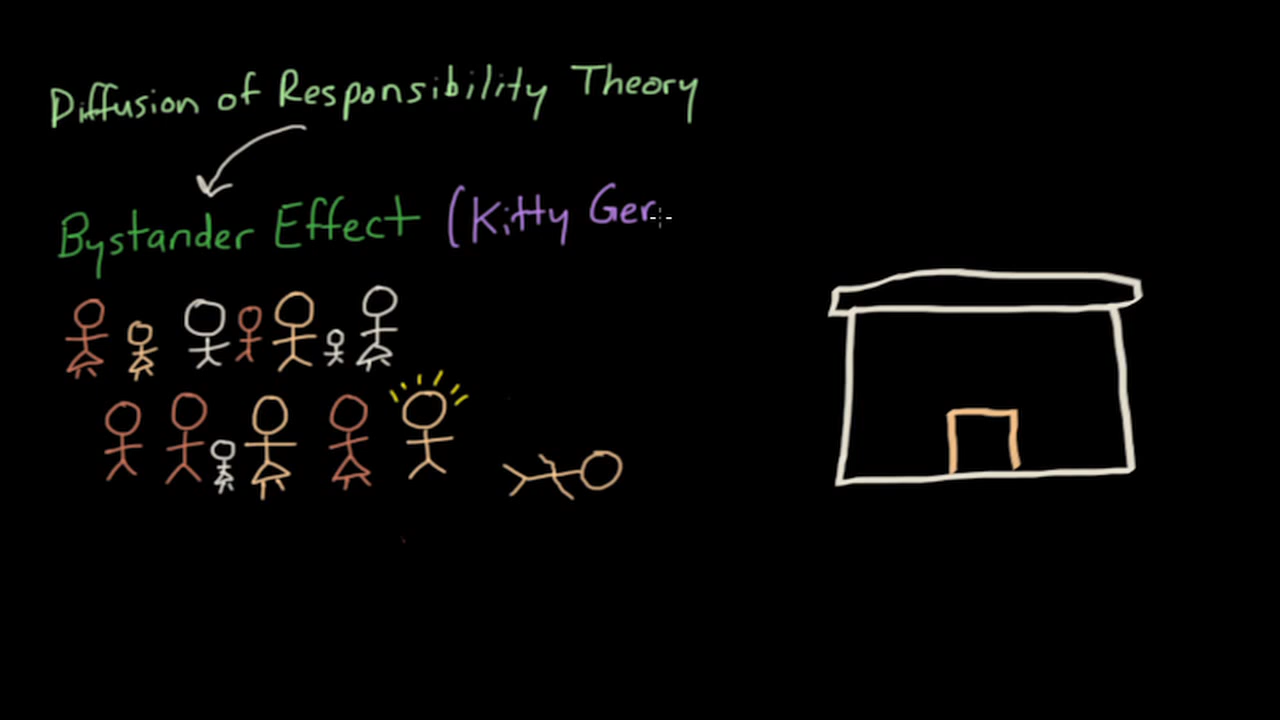 Diffusion of Responsibility Theory
Bystander Effect (Kitty Ger